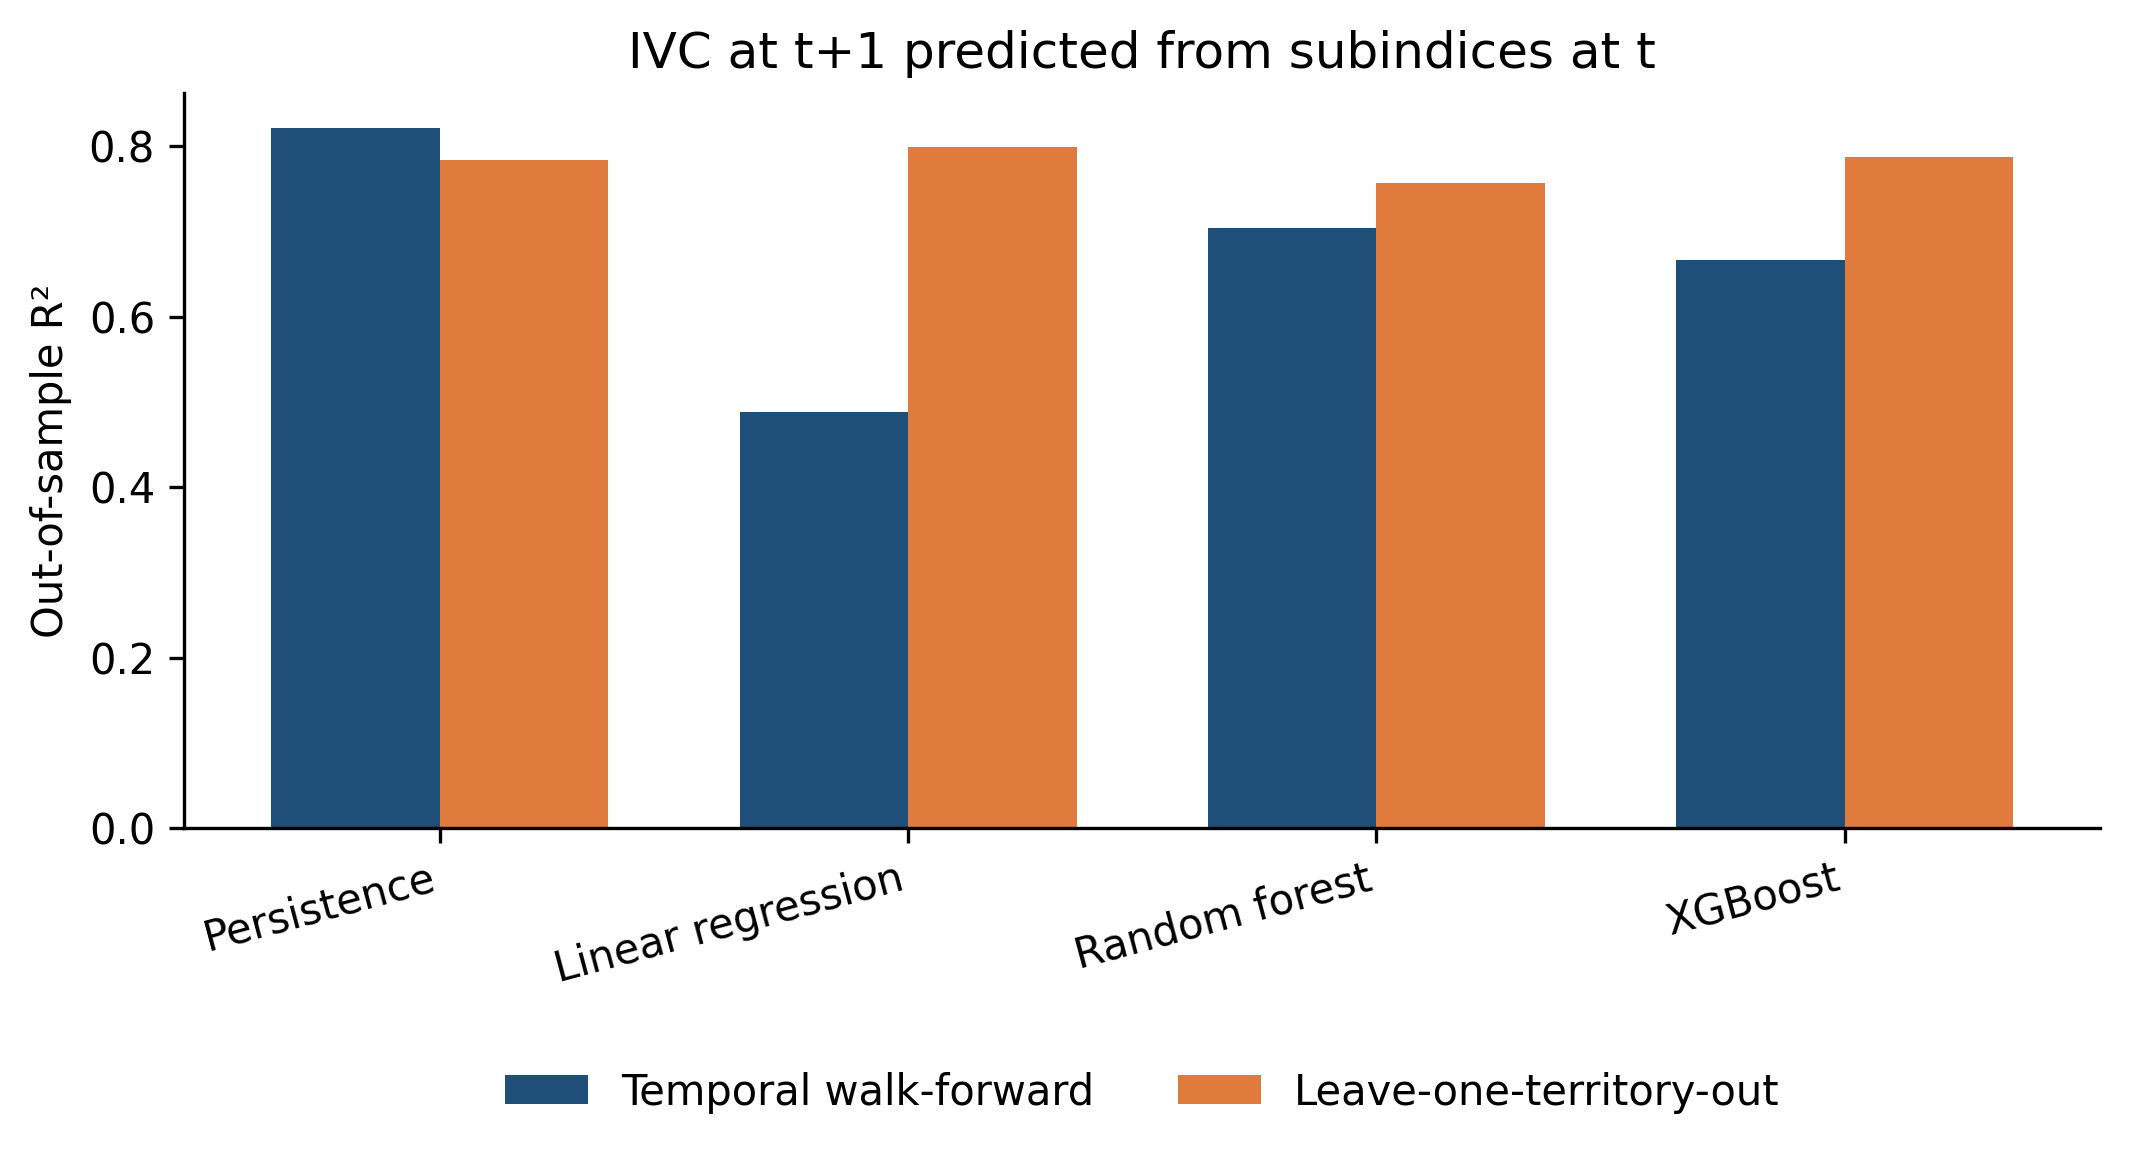 IVC at t+1 predicted from subindices at t
Out-of-sample R²
0.8
0.6
0.4
0.2
0.0
Persistence
Linear regression
Random forest
XGBoost
Temporal walk-forward
Leave-one-territory-out